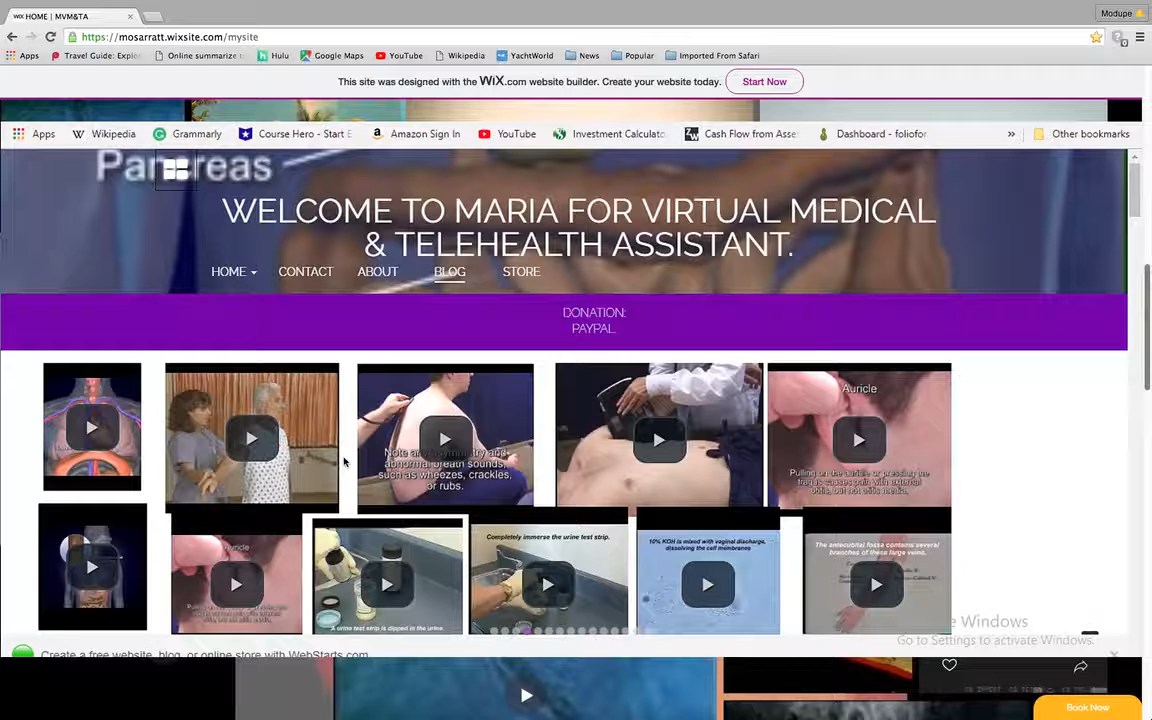 WIX HOME | MVM&TA
Modupe
https://mosarratt.wixsite.com/mysite
Apps Travel Guide: Explo Online summarize t Hulu Google Maps YouTube Wikipedia YachtWorld News Popular Imported From Safari
This site was designed with the WiX.com website builder. Create your website today. Start Now
Apps Wikipedia Grammarly Course Hero - Start E Amazon Sign In YouTube Investment Calculato Cash Flow from Asse Dashboard - foliofor » Other bookmarks
Pancreas
WELCOME TO MARIA FOR VIRTUAL MEDICAL
& TELEHEALTH ASSISTANT.
HOME CONTACT ABOUT BLOG STORE
DONATION:
PAYPAL.
Auricle
Note any asymmetry and
abnormal breath sounds,
such as wheezes, crackles,
or rubs.
Pulling on the auricle or pressing the
tragus causes pain with external
otitis, but not otitis media.
Auricle
Completely immerse the urine test strip.
10% KOH is mixed with vaginal discharge,
dissolving the cell membranes
The antecubital fossa contains several
branches of these large veins.
A urine test strip is dipped in the urine.
e Windows
Go to Settings to activate Windows.
Create a free website, blog, or online store with WebStarts.com
Book Now